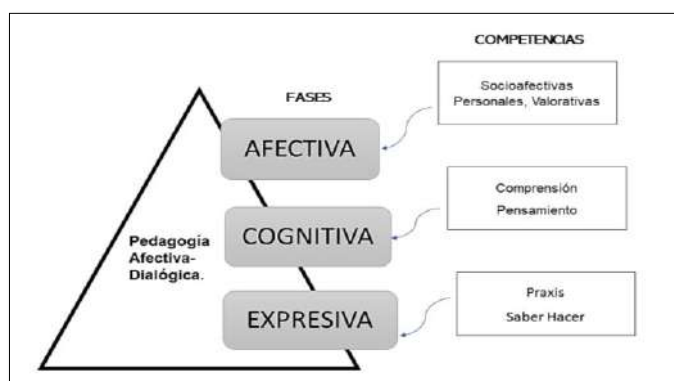 COMPETENCIAS
FASES
Socioafectivas
Personales, Valorativas
AFECTIVA
Comprensión
Pensamiento
COGNITIVA
Pedagogía
Afectiva-
Dialógica.
Praxis
Saber Hacer
EXPRESIVA